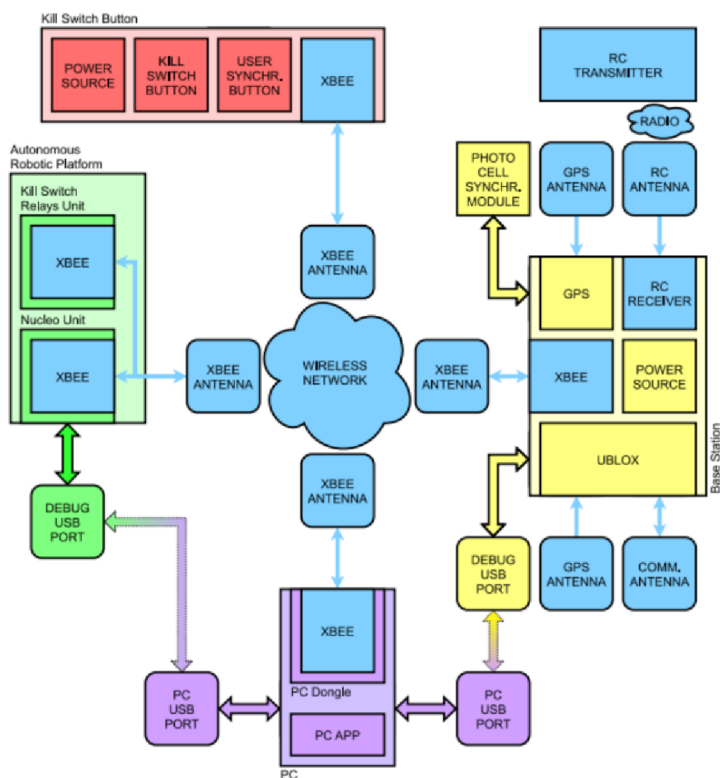 Kill Switch Button
POWER
SOURCE
KILL
SWITCH
BUTTON
USER
SYNCHR.
BUTTON
XBEE
RC
TRANSMITTER
RADIO
Autonomous
Robotic Platform
Kill Switch
Relays Unit
XBEE
Nucleo Unit
XBEE
PHOTO
CELL
SYNCHR.
MODULE
GPS
ANTENNA
RC
ANTENNA
XBEE
ANTENNA
GPS
RC
RECEIVER
XBEE
ANTENNA
WIRELESS
NETWORK
XBEE
ANTENNA
XBEE
POWER
SOURCE
UBLOX
Base Station
XBEE
ANTENNA
DEBUG
USB
PORT
DEBUG
USB
PORT
GPS
ANTENNA
COMM.
ANTENNA
XBEE
PC Dongle
PC APP
PC
PC
USB
PORT
PC
USB
PORT